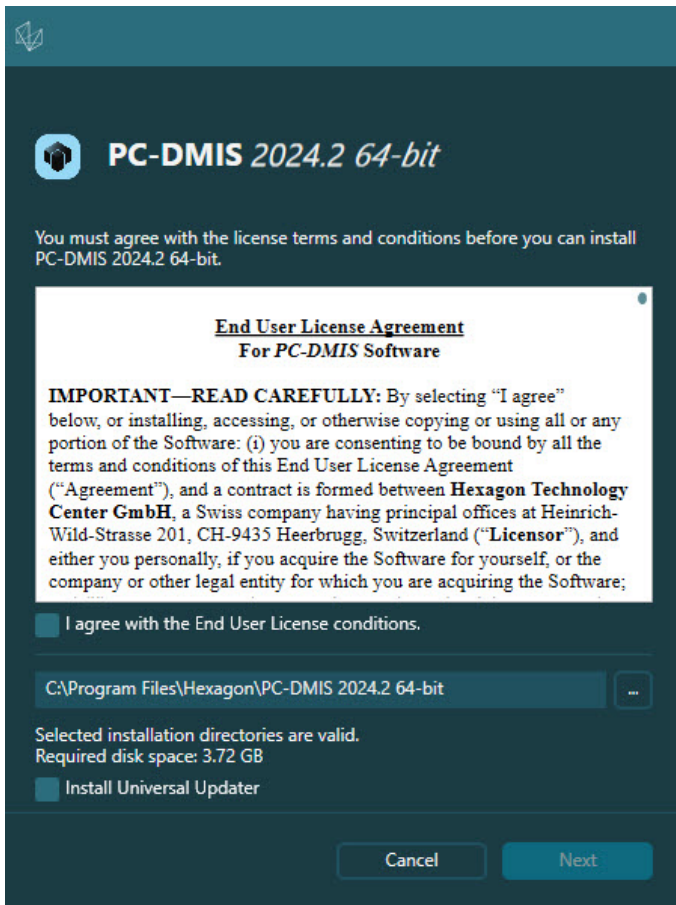 PC-DMIS 2024.2 64-bit
You must agree with the license terms and conditions before you can install
PC-DMIS 2024.2 64-bit.
End User License Agreement
For PC-DMIS Software
IMPORTANT—READ CAREFULLY: By selecting “I agree”
below, or installing, accessing, or otherwise copying or using all or any
portion of the Software: (i) you are consenting to be bound by all the
terms and conditions of this End User License Agreement
(“Agreement”), and a contract is formed between Hexagon Technology
Center GmbH, a Swiss company having principal offices at Heinrich-
Wild-Strasse 201, CH-9435 Heerbrugg, Switzerland (“Licensor”), and
either you personally, if you acquire the Software for yourself, or the
company or other legal entity for which you are acquiring the Software;
I agree with the End User License conditions.
C:\Program Files\Hexagon\PC-DMIS 2024.2 64-bit
...
Selected installation directories are valid.
Required disk space: 3.72 GB
Install Universal Updater
Cancel
Next